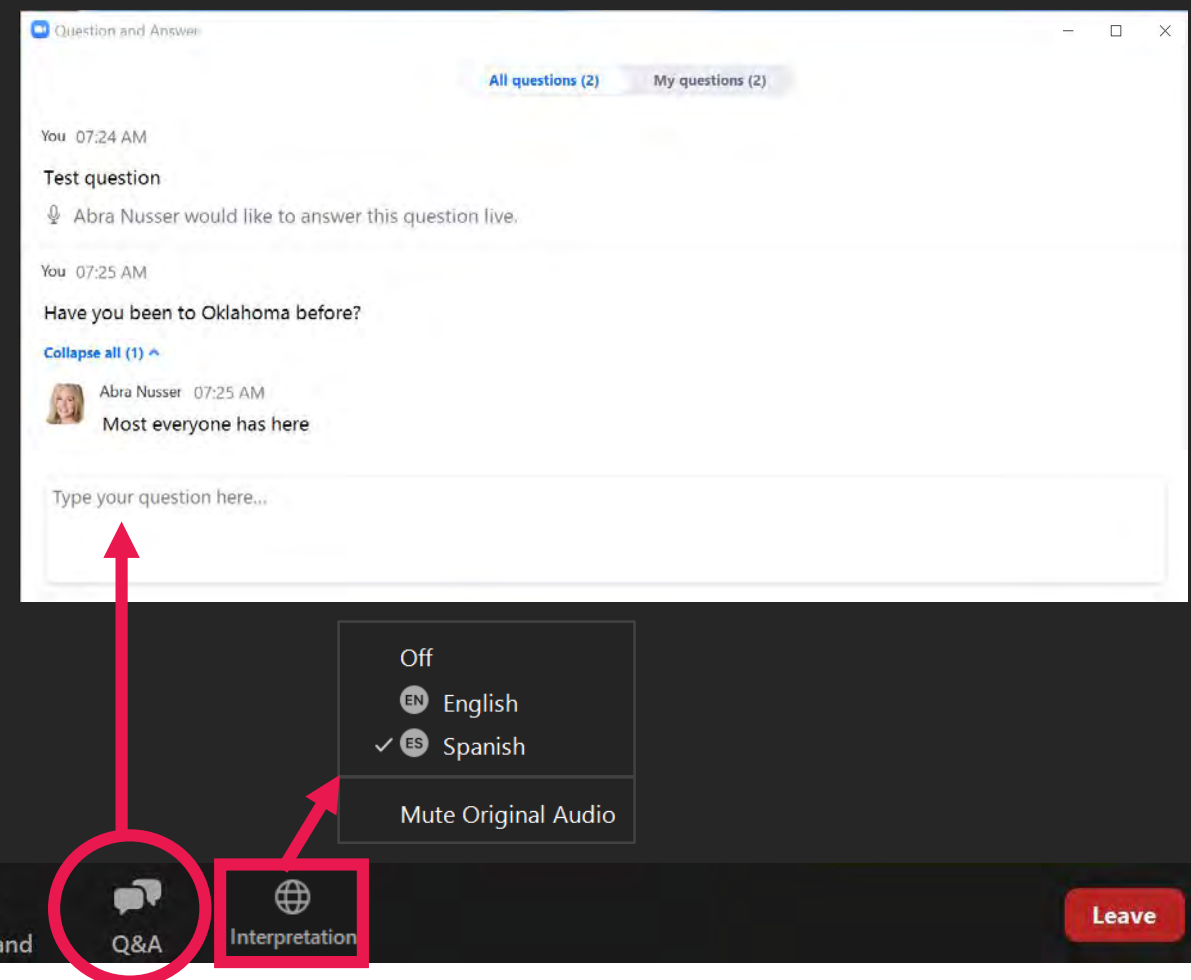 Question and Answer
All questions (2) My questions (2)
You 07:24 AM
Test question
Abra Nusser would like to answer this question live.
You 07:25 AM
Have you been to Oklahoma before?
Collapse all (1)
Abra Nusser 07:25 AM
Most everyone has here
Type your question here...
Off
EN English
ES Spanish
Mute Original Audio
and Q&A Interpretation Leave